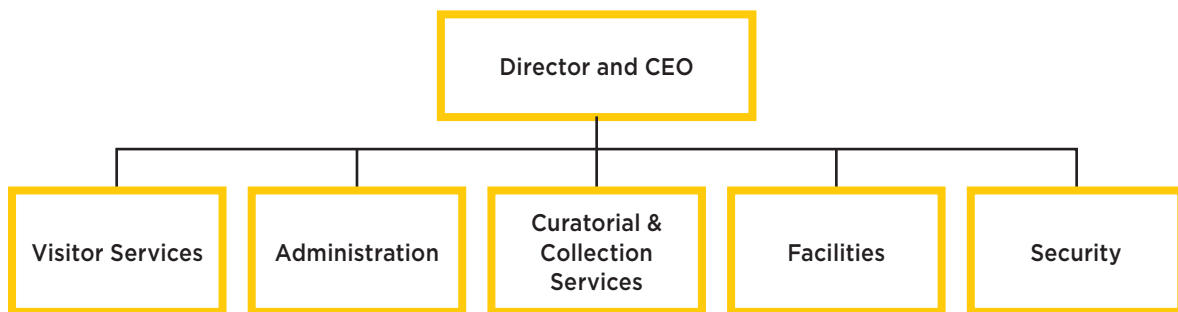 Director and CEO
Visitor Services
Administration
Curatorial &
Collection
Services
Facilities
Security